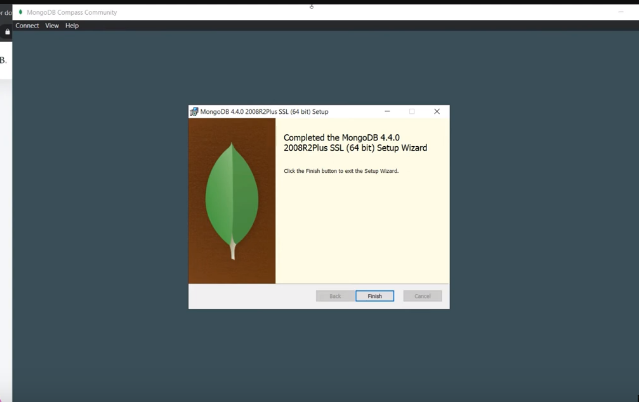 r do
MongoDB Compass Community
Connect View Help
B.
MongoDB 4.4.0 2008R2Plus SSL (64 bit) Setup
Completed the MongoDB 4.4.0
2008R2Plus SSL (64 bit) Setup Wizard
Click the Finish button to exit the Setup Wizard.
Back Finish Cancel